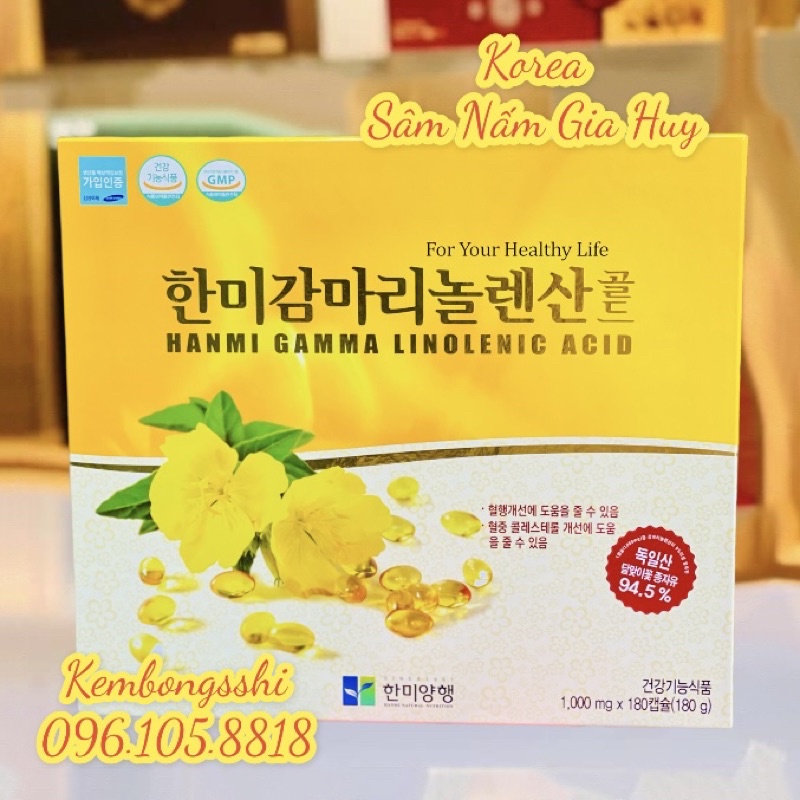 Korea
Sâm Nấm Gia Huy
가입인증
건강
기능식품
GMP
For Your Healthy Life
한미감마리놀렌산 골드
HANMI GAMMA LINOLENIC ACID
· 혈행개선에 도움을 줄 수 있음
· 혈중 콜레스테롤 개선에 도움
을 줄 수 있음
독일산
달맞이꽃 종자유
94.5 %
Kembongsshi
096.105.8818
한미양행
HANMI NATURAL NUTRITION
건강기능식품
1,000 mg x 180캡슐(180 g)